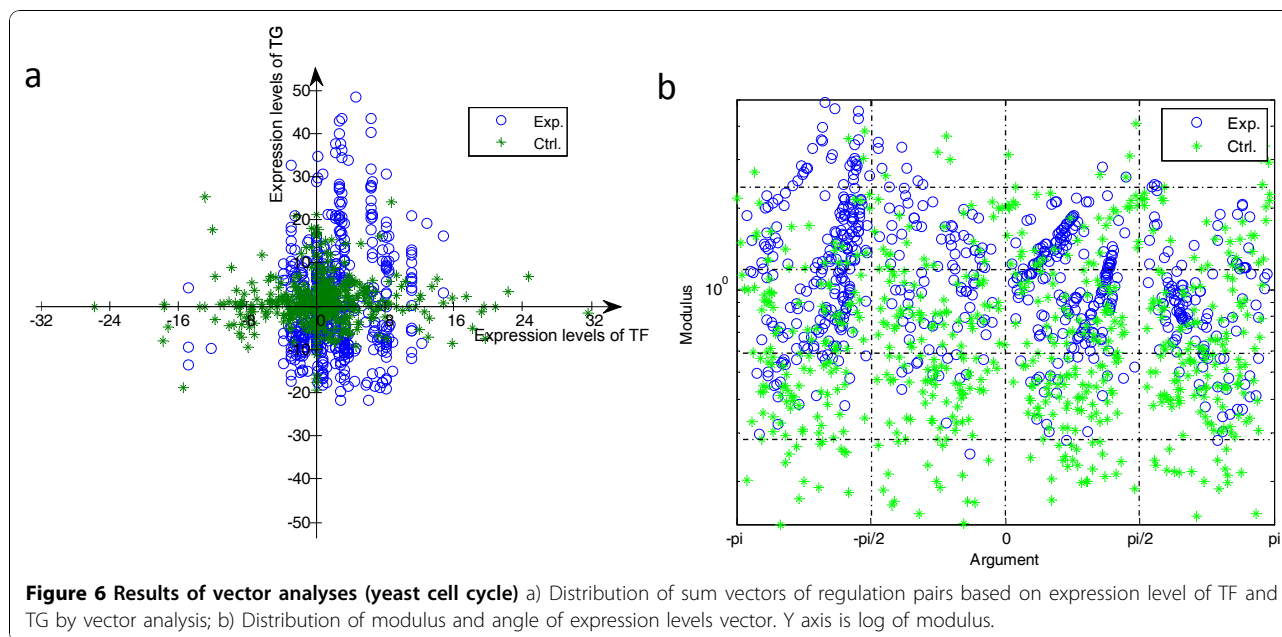 a
Expression levels of TG
50
40
30
20
10
0
-10
-20
-30
-40
-50
-32
-24
-16
-8
8
16
24
32
Expression levels of TF
Exp.
Ctrl.
b
Exp.
Ctrl.
Modulus
10^0
-pi
-pi/2
0
pi/2
pi
Argument
Figure 6 Results of vector analyses (yeast cell cycle) a) Distribution of sum vectors of regulation pairs based on expression level of TF and
TG by vector analysis; b) Distribution of modulus and angle of expression levels vector. Y axis is log of modulus.